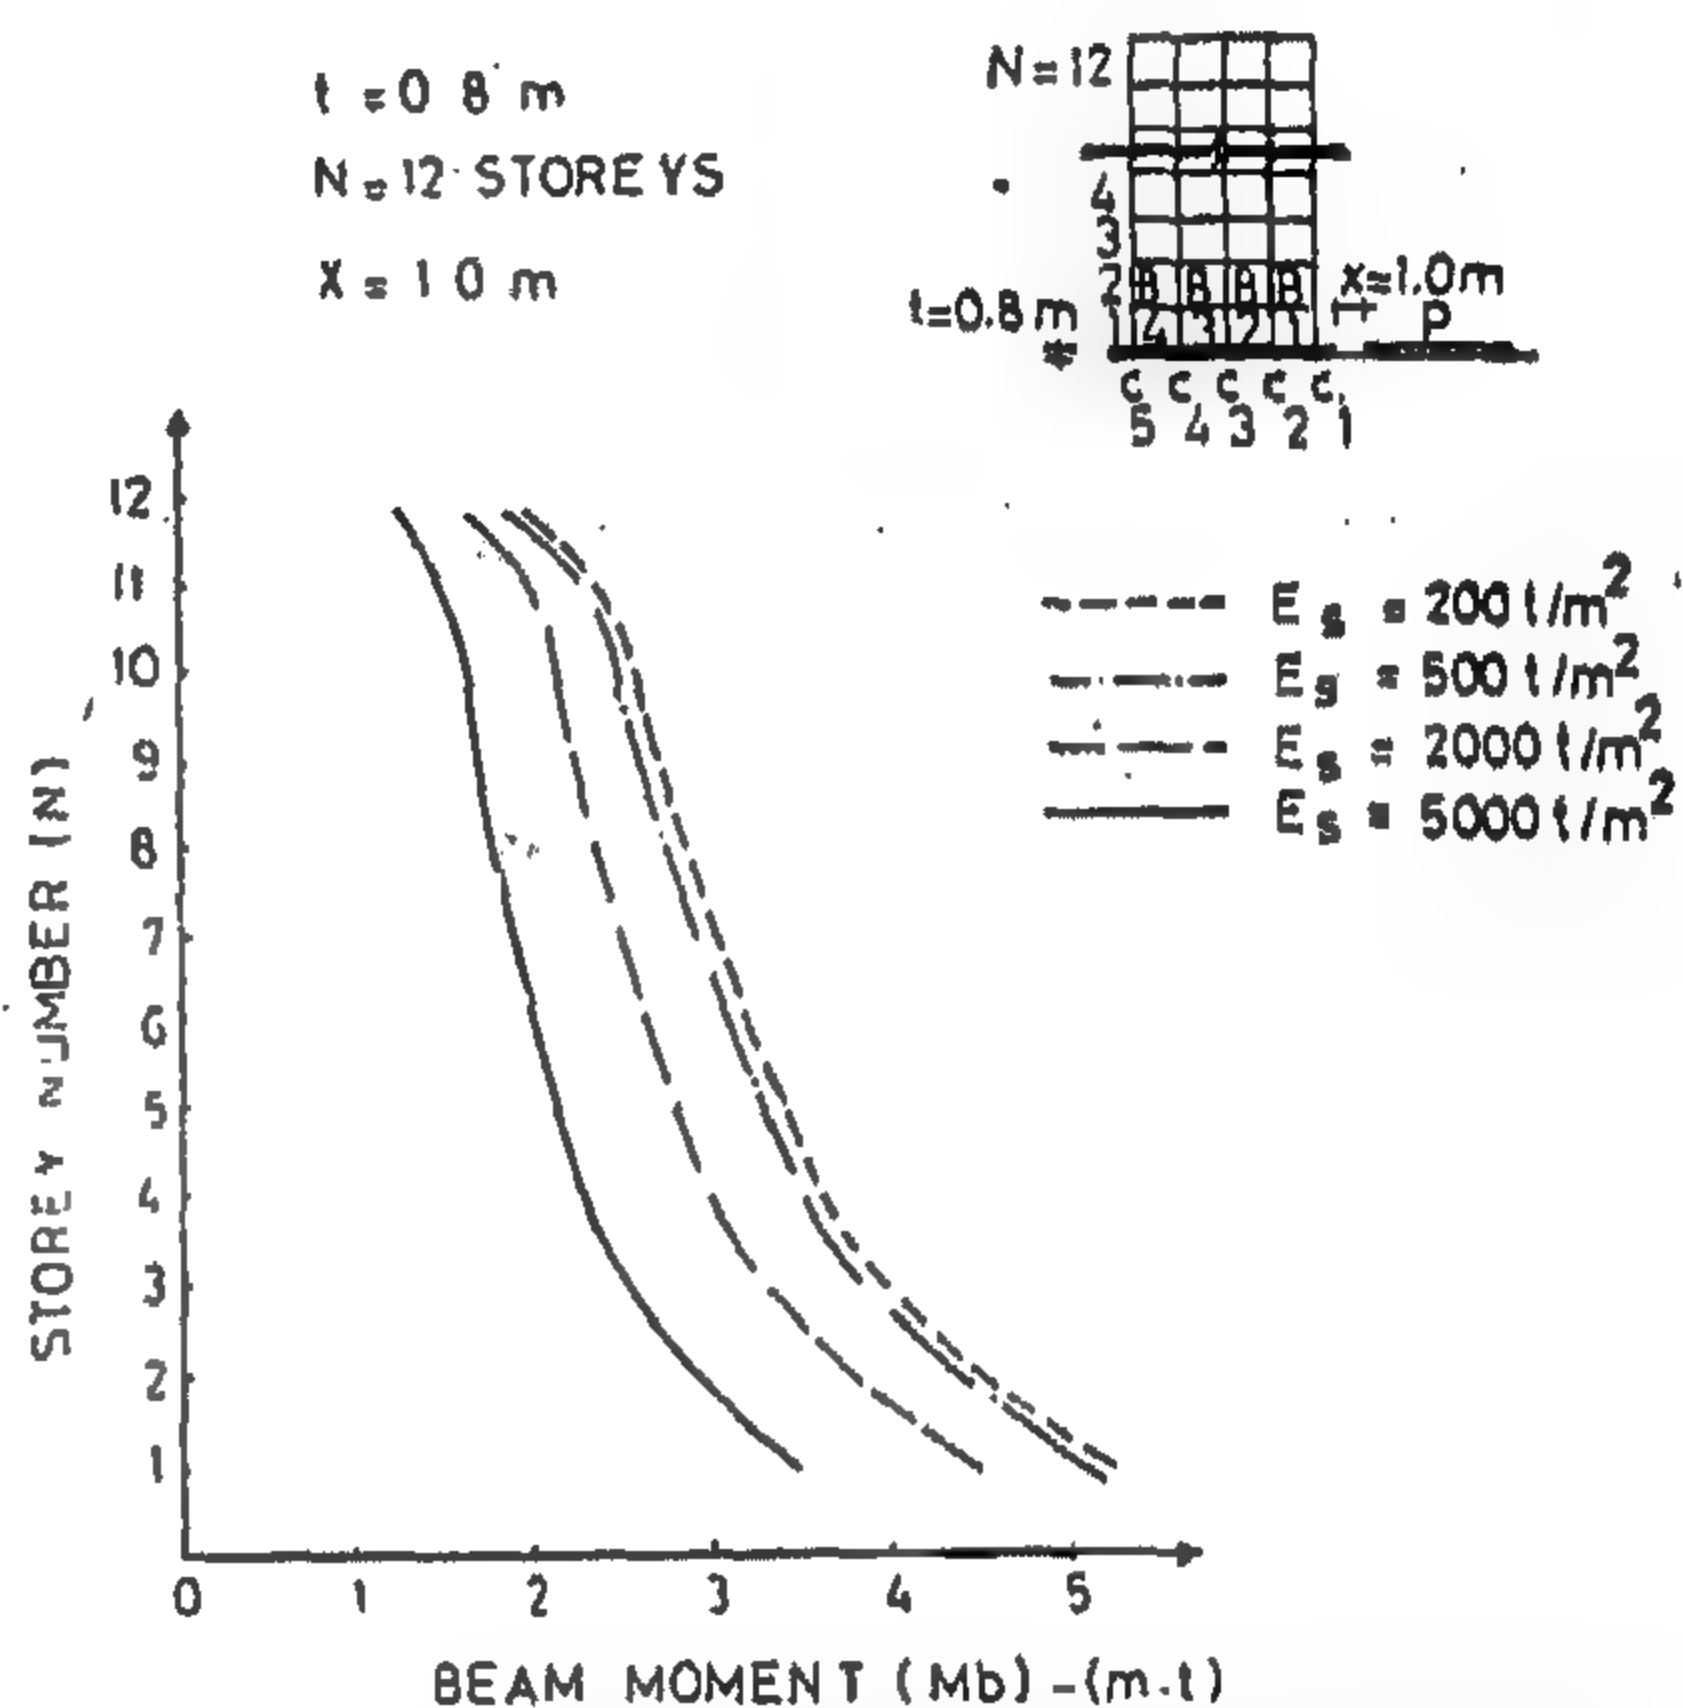 t = 0 8 m
N = 12 STOREYS
X = 1 0 m
N=12
4
3
2 B B B B x=1.0m
t=0.8m 1 4 3 2 1 P
C C C C C
5 4 3 2 1
Es = 200 t/m²
Es = 500 t/m²
Es = 2000 t/m²
Es = 5000 t/m²
12
11
10
9
8
7
6
5
4
3
2
1
STOREY NUMBER (N)
0 1 2 3 4 5
BEAM MOMENT (Mb) - (m.t)